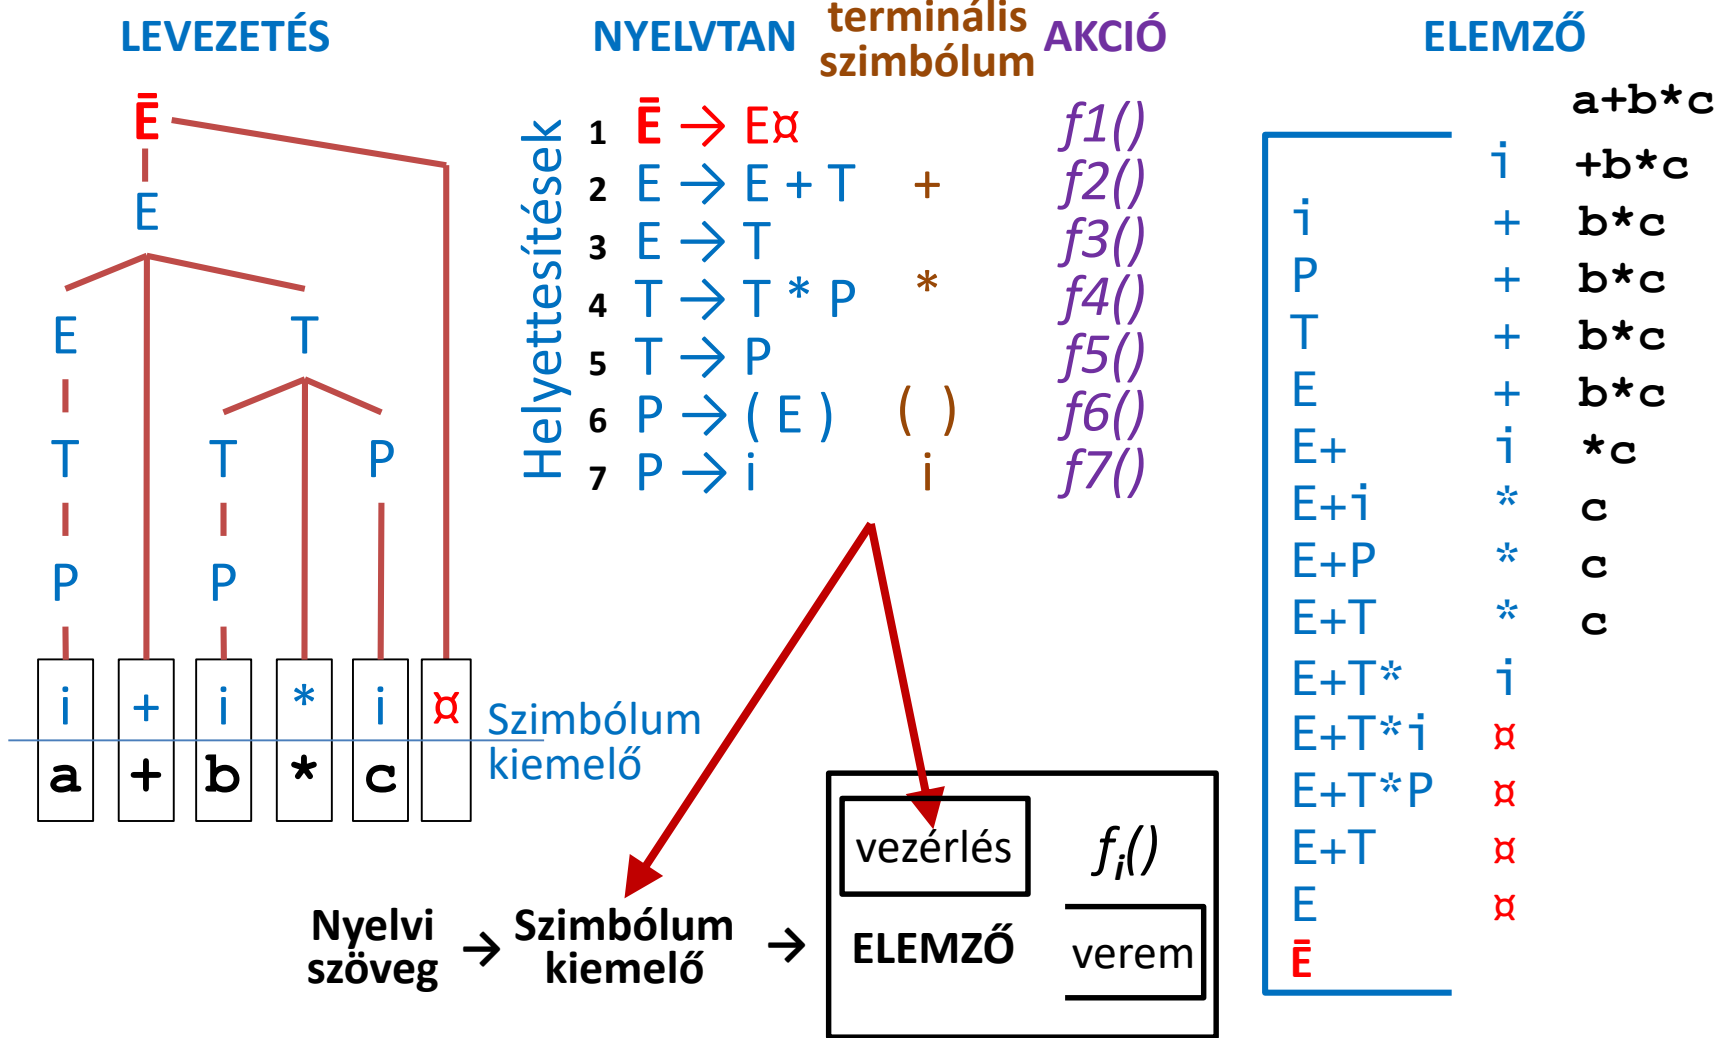 LEVEZETÉS
Ē
E
E T
T T P
P P
i + i * i ¤
a + b * c
Szimbólum
kiemelő
NYELVTAN
terminális
szimbólum
AKCIÓ
Helyettesítések
1 Ē → E¤ f1()
2 E → E + T + f2()
3 E → T f3()
4 T → T * P * f4()
5 T → P f5()
6 P → ( E ) ( ) f6()
7 P → i i f7()
Nyelvi
szöveg
→
Szimbólum
kiemelő
→
vezérlés
fi()
ELEMZŐ
verem
ELEMZŐ
a+b*c
i +b*c
i + b*c
P + b*c
T + b*c
E + b*c
E+ i *c
E+i * c
E+P * c
E+T * c
E+T* i
E+T*i ¤
E+T*P ¤
E+T ¤
E ¤
Ē